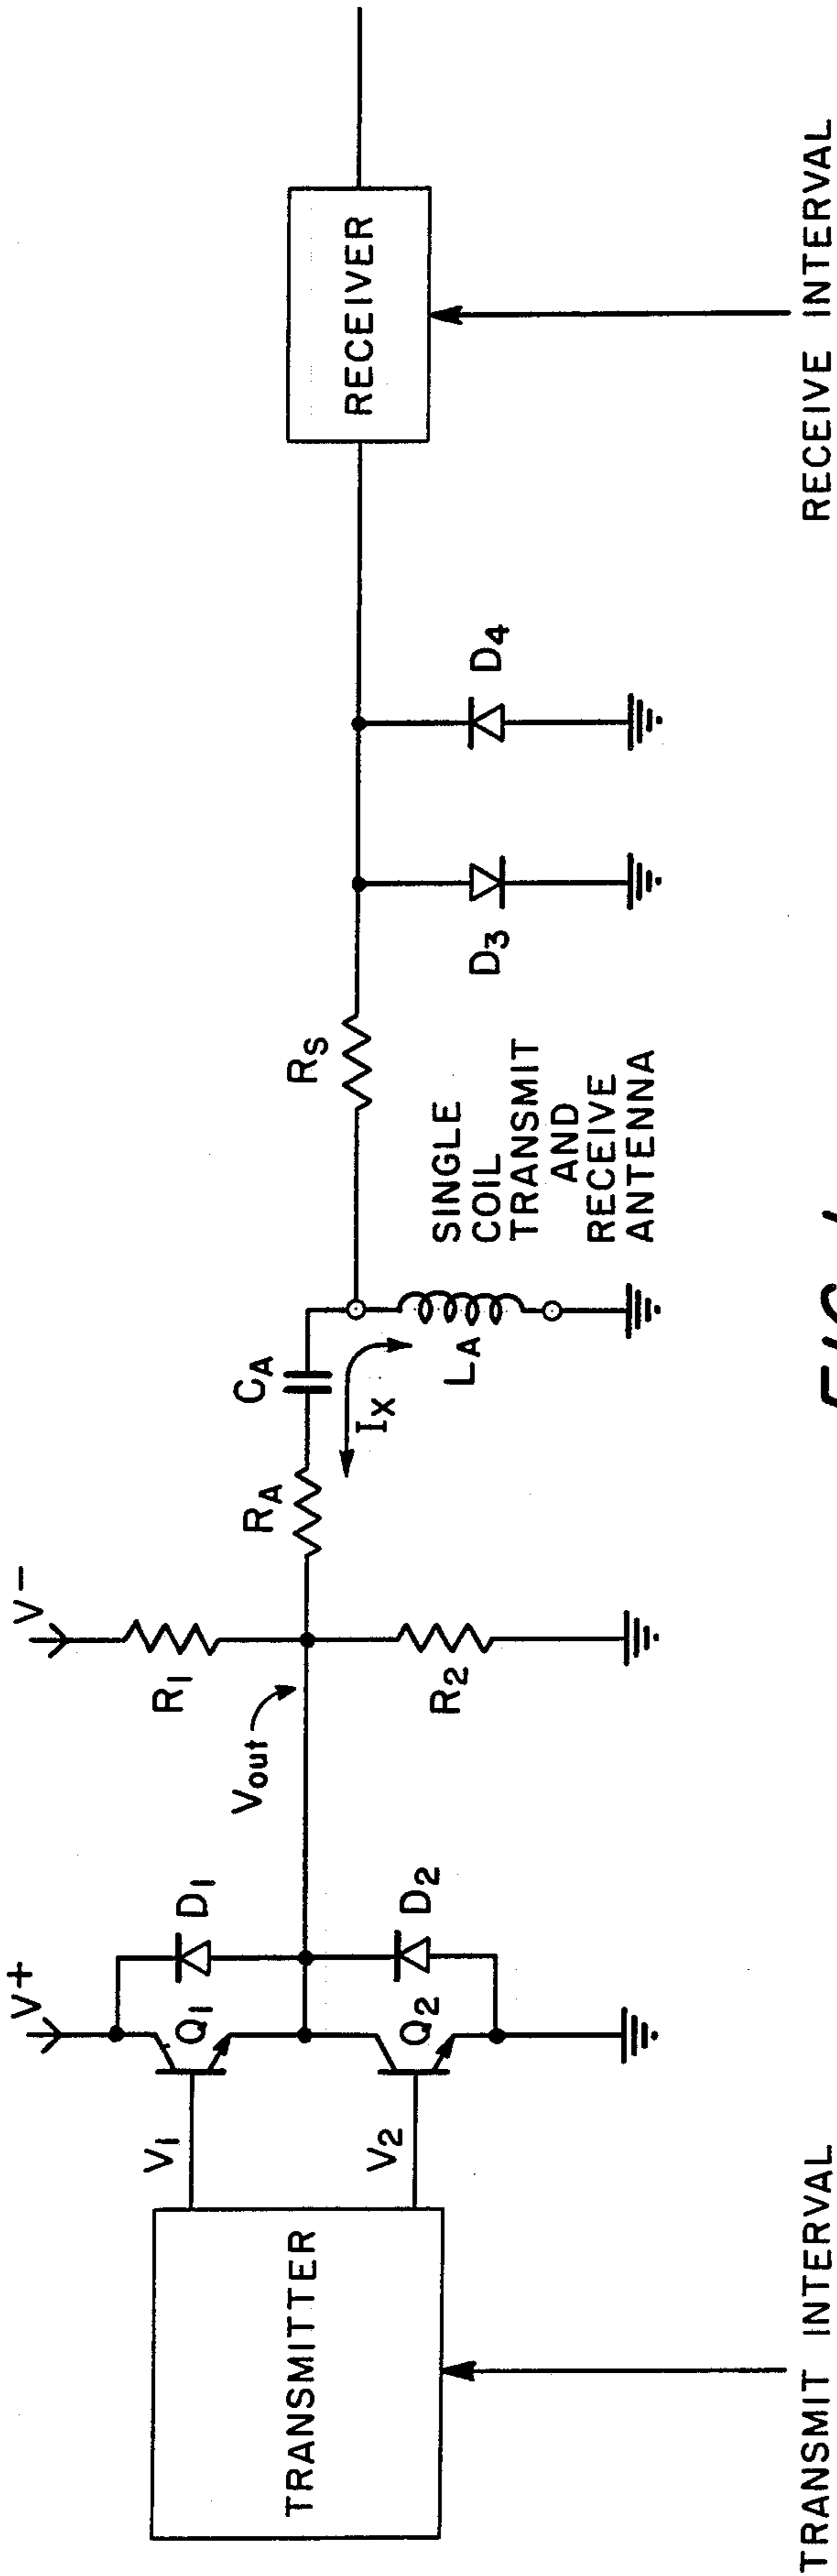 TRANSMITTER
TRANSMIT INTERVAL
V1
V2
V+
Q1
Q2
D1
D2
Vout
V-
R1
R2
RA
CA
IX
LA
SINGLE
COIL
TRANSMIT
AND
RECEIVE
ANTENNA
RS
D3
D4
RECEIVER
RECEIVE INTERVAL